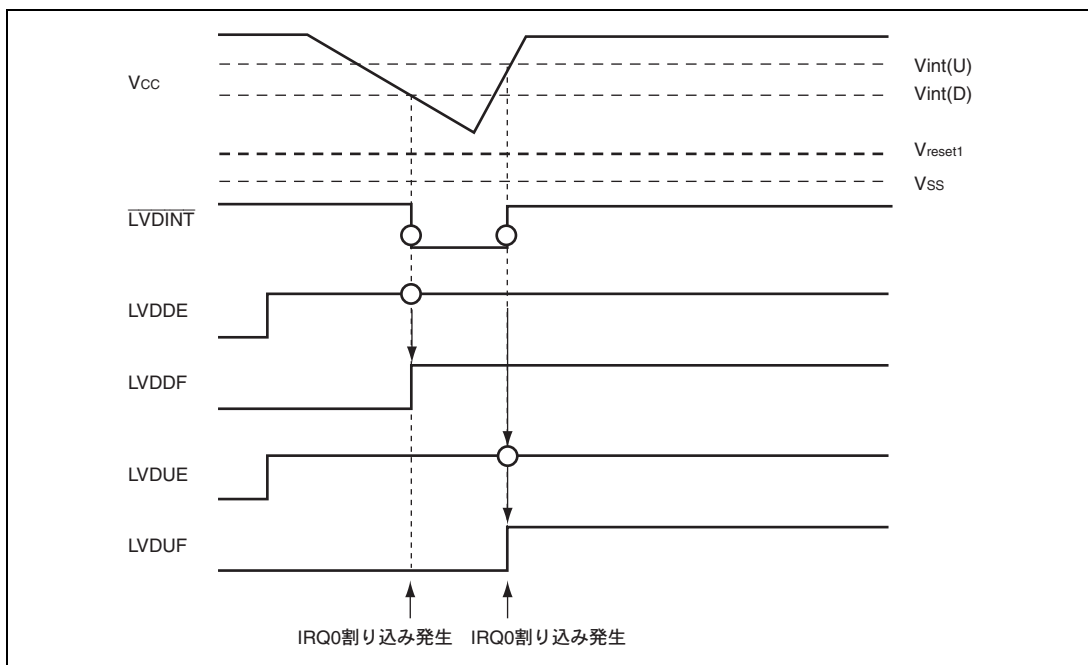 Vcc
Vint(U)
Vint(D)
Vreset1
VSS
LVDINT
LVDDE
LVDDF
LVDUE
LVDUF
IRQ0割り込み発生 IRQ0割り込み発生